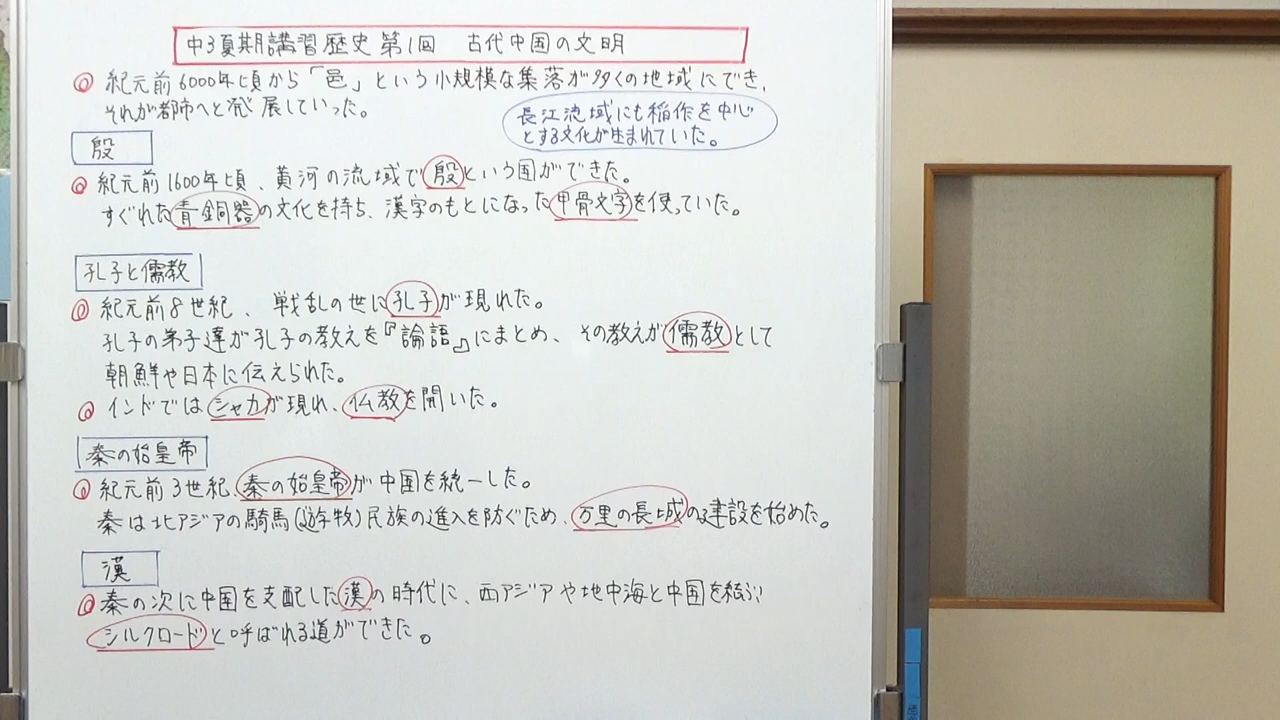 中3夏期講習歴史第1回 古代中国の文明
◎ 紀元前6000年頃から「邑」という小規模な集落が多くの地域にでき、
それが都市へと発展していった。
長江流域にも稲作を中心
とする文化が生まれていた。
殷
◎ 紀元前1600年頃、黄河の流域で殷という国ができた。
すぐれた青銅器の文化を持ち、漢字のもとになった甲骨文字を使っていた。
孔子と儒教
◎ 紀元前8世紀、戦乱の世に孔子が現れた。
孔子の弟子達が孔子の教えを『論語』にまとめ、その教えが儒教として
朝鮮や日本に伝えられた。
◎ インドではシャカが現れ、仏教を開いた。
秦の始皇帝
◎ 紀元前3世紀、秦の始皇帝が中国を統一した。
秦は北アジアの騎馬(遊牧)民族の進入を防ぐため、万里の長城の建設を始めた。
漢
◎ 秦の次に中国を支配した漢の時代に、西アジアや地中海と中国を結ぶ
シルクロードと呼ばれる道ができた。